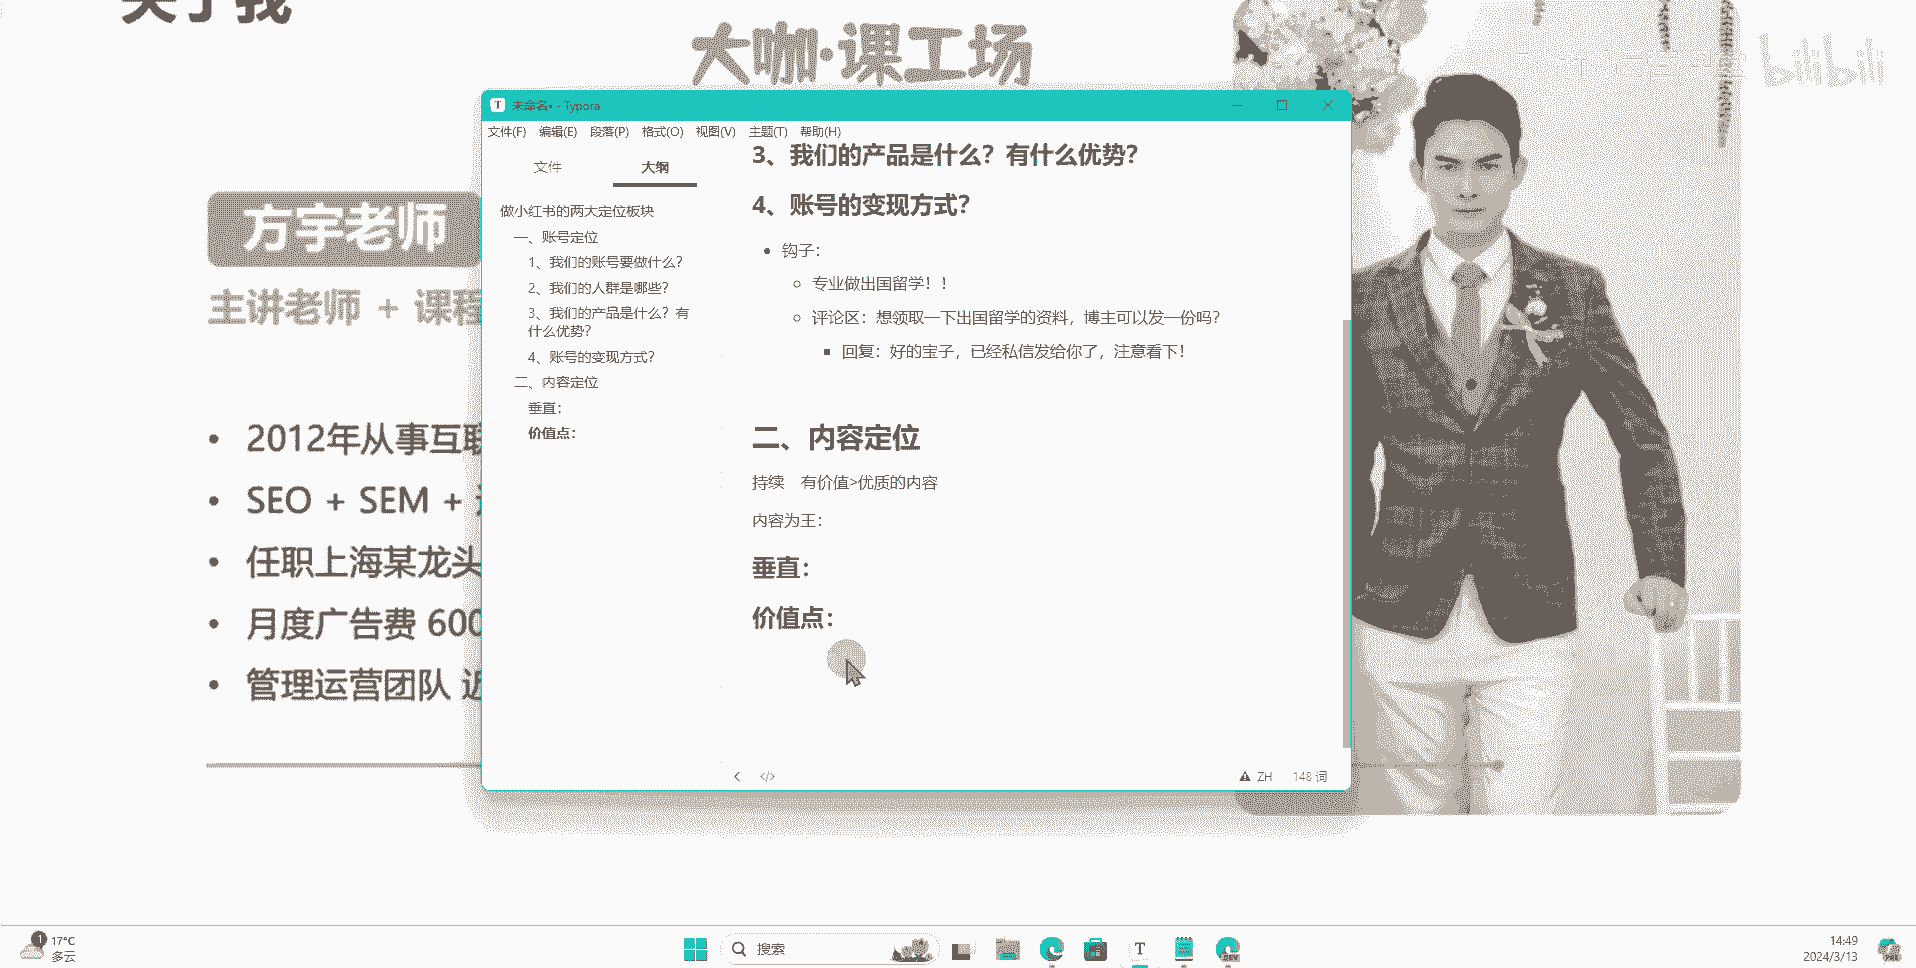 关于我
大咖·课工场
bilibili
方宇老师
主讲老师 + 课程
2012年从事互联
SEO + SEM +
任职上海某龙头
月度广告费 600
管理运营团队 近
未命名• - Typora
文件(F) 编辑(E) 段落(P) 格式(O) 视图(V) 主题(T) 帮助(H)
文件 大纲
做小红书的两大定位板块
一、账号定位
1、我们的账号要做什么？
2、我们的人群是哪些？
3、我们的产品是什么？有
什么优势？
4、账号的变现方式？
二、内容定位
垂直：
价值点：
3、我们的产品是什么？有什么优势？
4、账号的变现方式？
钩子：
专业做出国留学！！
评论区：想领取一下出国留学的资料，博主可以发一份吗？
回复：好的宝子，已经私信发给你了，注意看下！
二、内容定位
持续 有价值>优质的内容
内容为王：
垂直：
价值点：
ZH 148 词
1
17°C
多云
搜索
T
DEV
14:49
2024/3/13
PRE